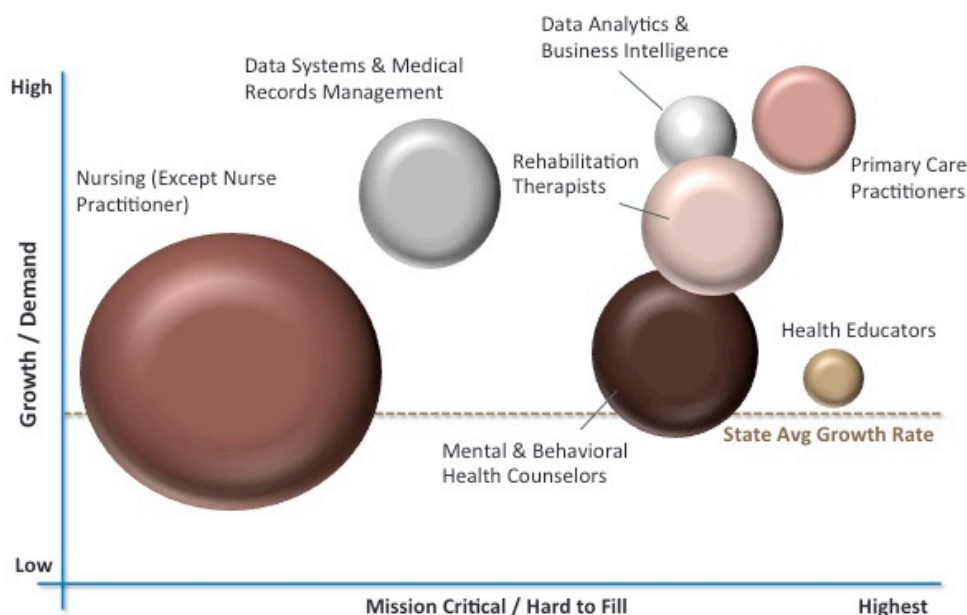 Data Analytics &
Business Intelligence
Data Systems & Medical
Records Management
High
Rehabilitation
Therapists
Primary Care
Practitioners
Nursing (Except Nurse
Practitioner)
Growth / Demand
Health Educators
State Avg Growth Rate
Mental & Behavioral
Health Counselors
Low
Mission Critical / Hard to Fill
Highest